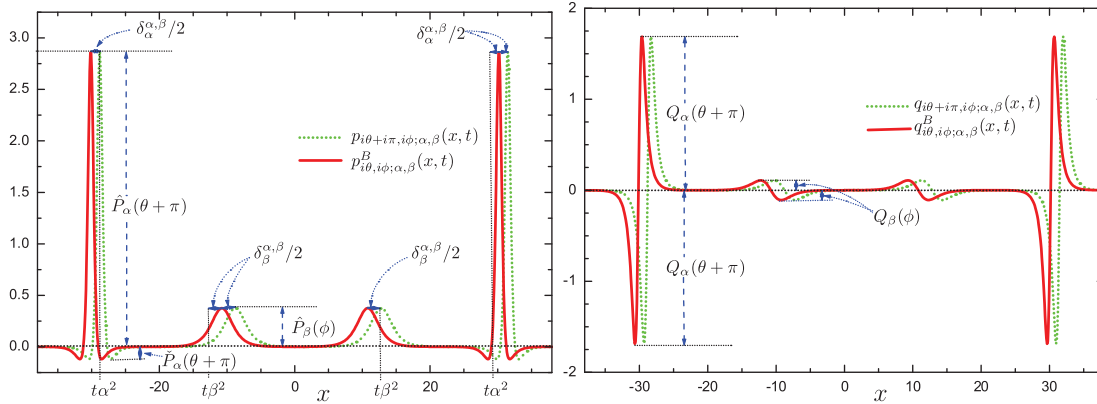 δ_α^{α,β}/2
δ_α^{α,β}/2
3.0
2.5
2.0
1.5
1.0
0.5
0.0
p_{iθ+iπ,iϕ;α,β}(x, t)
p^B_{iθ,iϕ;α,β}(x, t)
P̂_α(θ + π)
δ_β^{α,β}/2
δ_β^{α,β}/2
P̂_β(ϕ)
P̌_α(θ + π)
-20
0
20
tα²
tβ²
x
tβ²
tα²
2
1
0
-1
-2
Q_α(θ + π)
q_{iθ+iπ,iϕ;α,β}(x, t)
q^B_{iθ,iϕ;α,β}(x, t)
Q_β(ϕ)
Q_α(θ + π)
-30
-20
-10
0
10
20
30
x